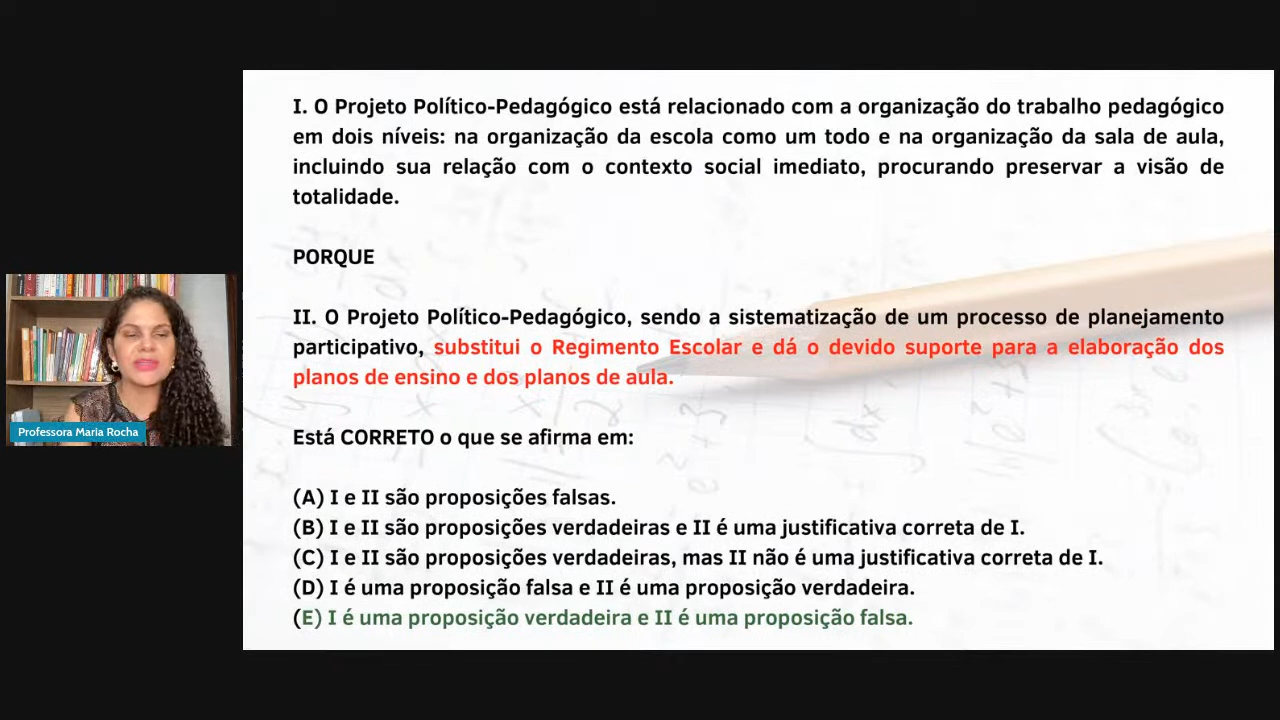 I. O Projeto Político-Pedagógico está relacionado com a organização do trabalho pedagógico
em dois níveis: na organização da escola como um todo e na organização da sala de aula,
incluindo sua relação com o contexto social imediato, procurando preservar a visão de
totalidade.
PORQUE
II. O Projeto Político-Pedagógico, sendo a sistematização de um processo de planejamento
participativo, substitui o Regimento Escolar e dá o devido suporte para a elaboração dos
planos de ensino e dos planos de aula.
Está CORRETO o que se afirma em:
(A) I e II são proposições falsas.
(B) I e II são proposições verdadeiras e II é uma justificativa correta de I.
(C) I e II são proposições verdadeiras, mas II não é uma justificativa correta de I.
(D) I é uma proposição falsa e II é uma proposição verdadeira.
(E) I é uma proposição verdadeira e II é uma proposição falsa.
Professora Maria Rocha